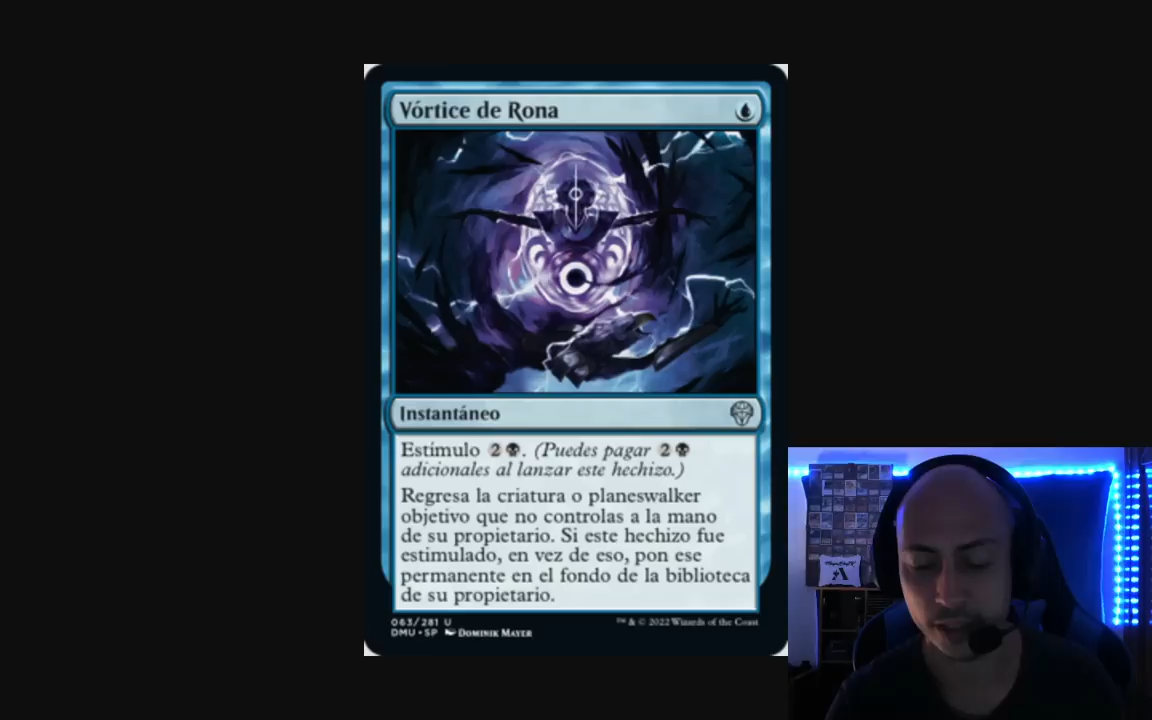 Vórtice de Rona
Instantáneo
Estímulo 2. (Puedes pagar 2
adicionales al lanzar este hechizo.)
Regresa la criatura o planeswalker
objetivo que no controlas a la mano
de su propietario. Si este hechizo fue
estimulado, en vez de eso, pon ese
permanente en el fondo de la biblioteca
de su propietario.
063/281 U
DMU • SP Dominik Mayer
™ & © 2022 Wizards of the Coast